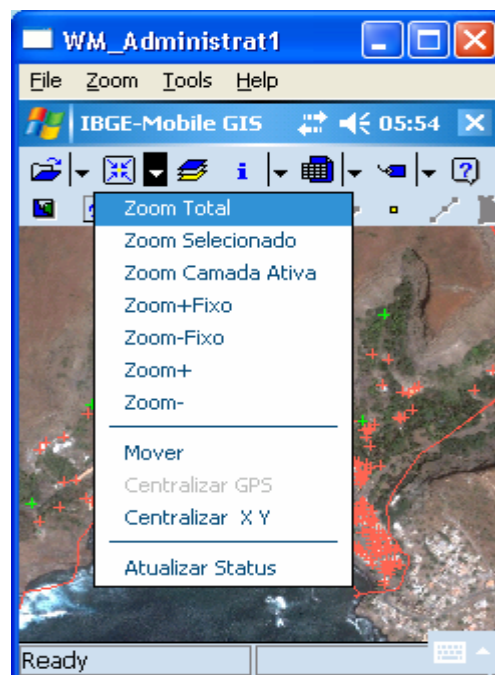 WM_Administrat1
File Zoom Tools Help
IBGE-Mobile GIS 05:54
Zoom Total
Zoom Selecionado
Zoom Camada Ativa
Zoom+Fixo
Zoom-Fixo
Zoom+
Zoom-
Mover
Centralizar GPS
Centralizar X Y
Atualizar Status
Ready